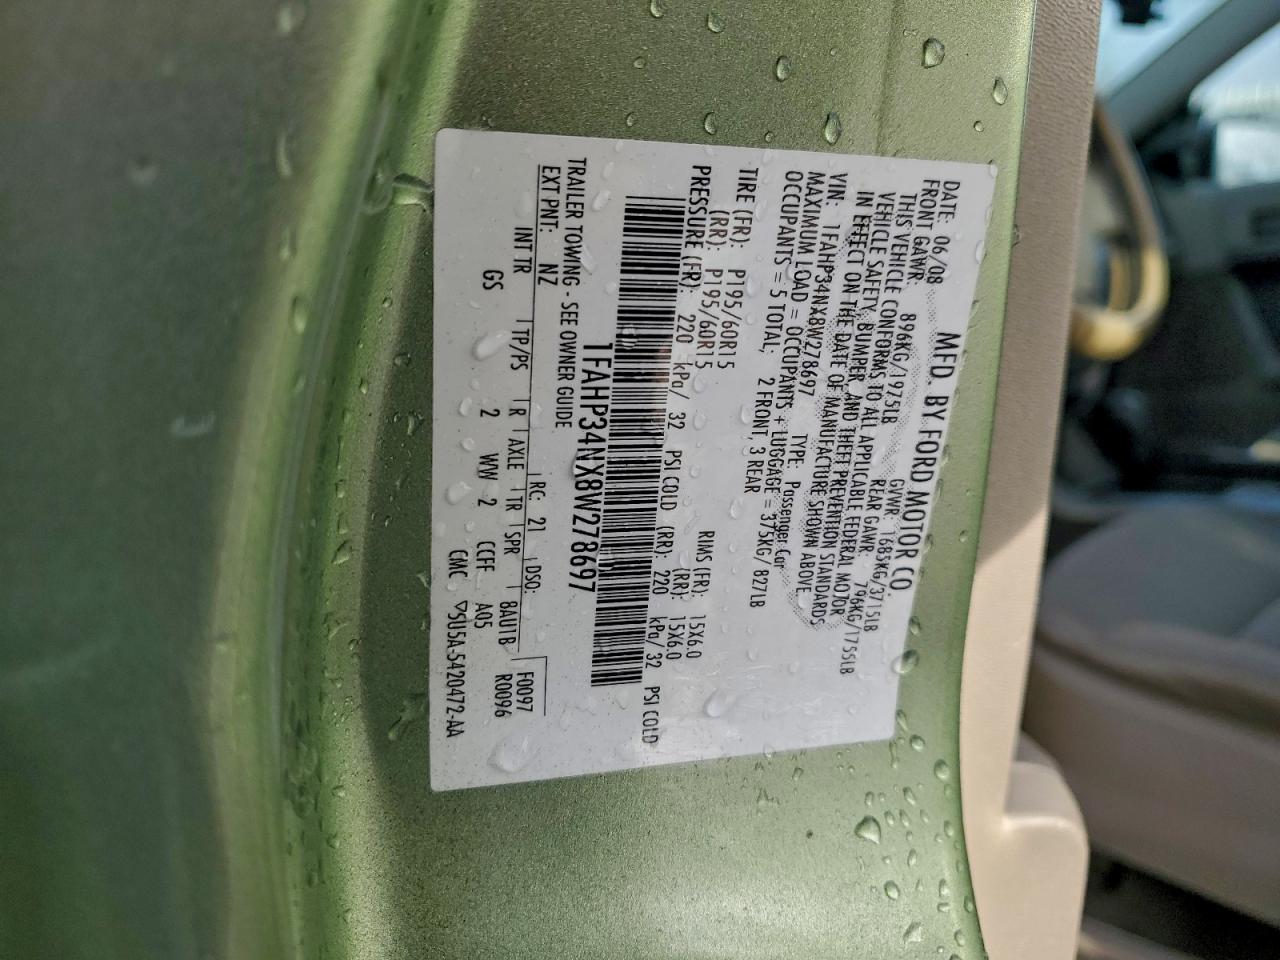 MFD. BY FORD MOTOR CO.
DATE: 06/08 GVWR: 1685KG/3715LB
FRONT GAWR: 896KG/1975LB REAR GAWR: 796KG/1755LB
THIS VEHICLE CONFORMS TO ALL APPLICABLE FEDERAL MOTOR
VEHICLE SAFETY, BUMPER, AND THEFT PREVENTION STANDARDS
IN EFFECT ON THE DATE OF MANUFACTURE SHOWN ABOVE.
VIN: 1FAHP34NX8W278697 TYPE: Passenger Car
MAXIMUM LOAD = OCCUPANTS + LUGGAGE = 375KG/ 827LB
OCCUPANTS = 5 TOTAL; 2 FRONT, 3 REAR
TIRE (FR): P195/60R15 RIMS (FR): 15X6.0
(RR): P195/60R15 (RR): 15X6.0
PRESSURE (FR): 220 kPa/ 32 PSI COLD (RR): 220 kPa/ 32 PSI COLD
1FAHP34NX8W278697
TRAILER TOWING - SEE OWNER GUIDE
EXT PNT: NZ RC: 21 DSO: F0097
INT TR TP/PS R AXLE TR SPR 8AU1B R0096
GS 2 WW 2 CCFF A05
CMC ▽5U5A-5420472-AA